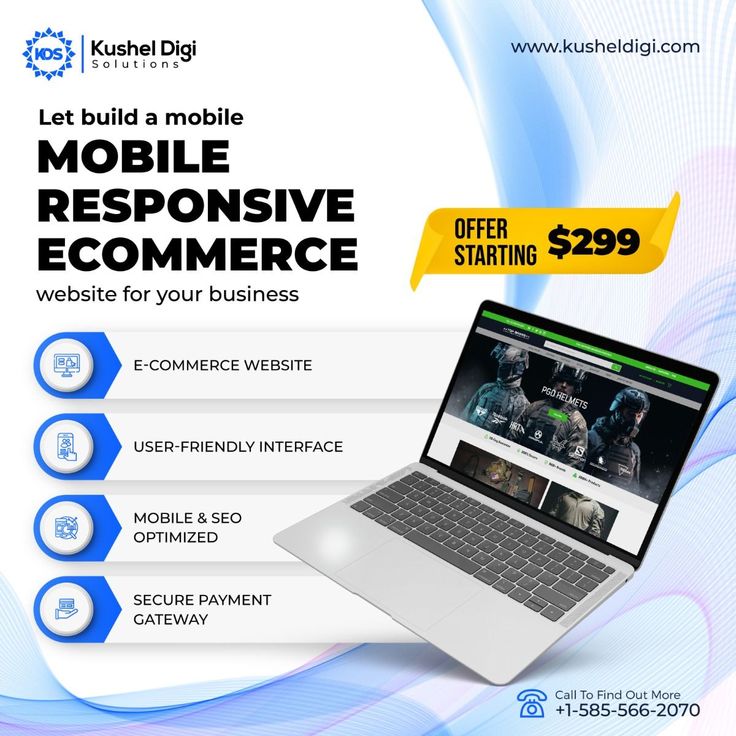 KDS
Kushel Digi
Solutions
www.kusheldigi.com
Let build a mobile
MOBILE
RESPONSIVE
ECOMMERCE
website for your business
OFFER
STARTING
$299
E-COMMERCE WEBSITE
USER-FRIENDLY INTERFACE
MOBILE & SEO
OPTIMIZED
SECURE PAYMENT
GATEWAY
PGD HELMETS
Call To Find Out More
+1-585-566-2070